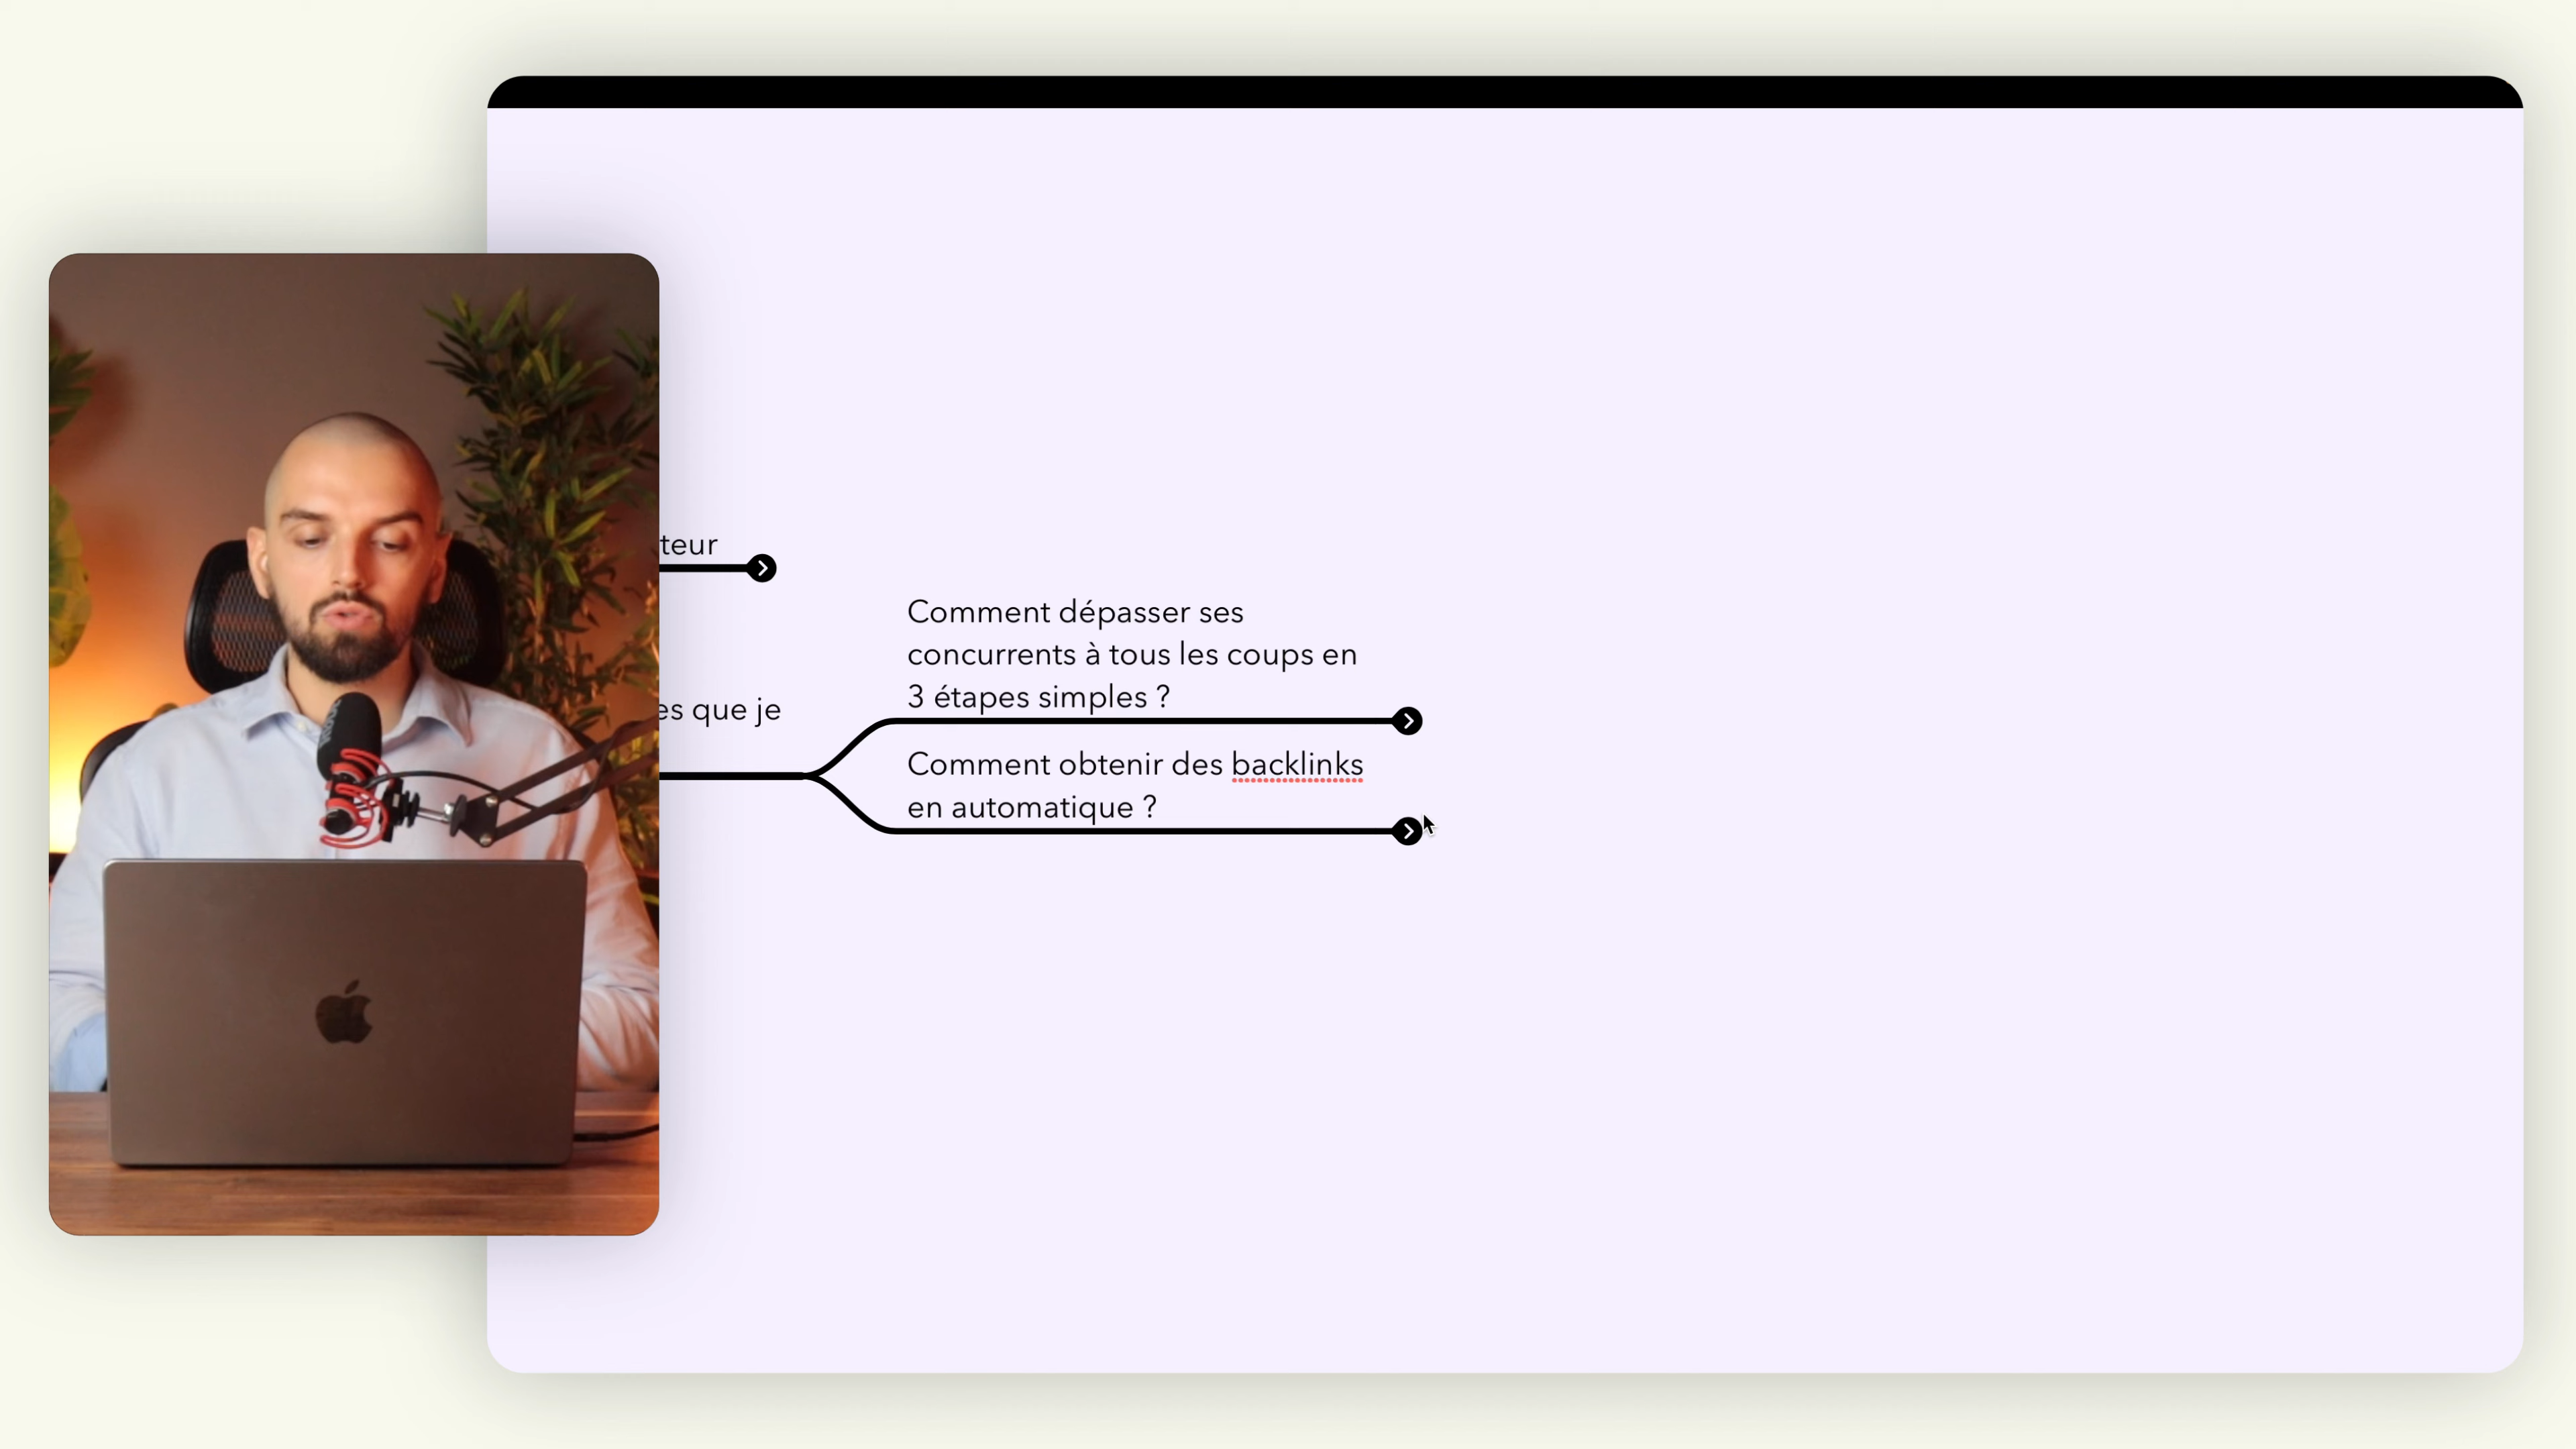 teur
es que je
Comment dépasser ses
concurrents à tous les coups en
3 étapes simples ?
Comment obtenir des backlinks
en automatique ?